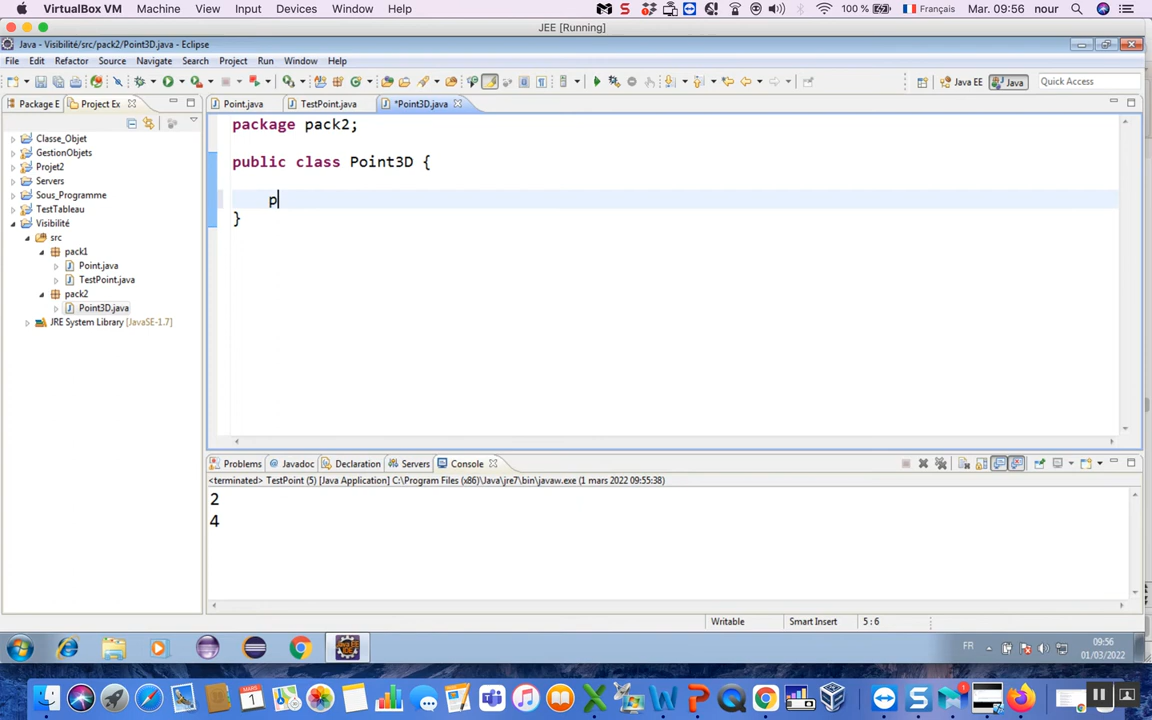 VirtualBox VM Machine View Input Devices Window Help 100 % Français Mar. 09:56 nour
JEE [Running]
Java - Visibilité/src/pack2/Point3D.java - Eclipse
File Edit Refactor Source Navigate Search Project Run Window Help
Java EE Java Quick Access
Package E Project Ex Point.java TestPoint.java *Point3D.java
Classe_Objet
GestionObjets
Projet2
Servers
Sous_Programme
TestTableau
Visibilité
src
pack1
Point.java
TestPoint.java
pack2
Point3D.java
JRE System Library [JavaSE-1.7]
package pack2;
public class Point3D {
p
}
Problems @ Javadoc Declaration Servers Console
<terminated> TestPoint (5) [Java Application] C:\Program Files (x86)\Java\jre7\bin\javaw.exe (1 mars 2022 09:55:38)
2
4
Writable Smart Insert 5 : 6
FR 09:56
01/03/2022